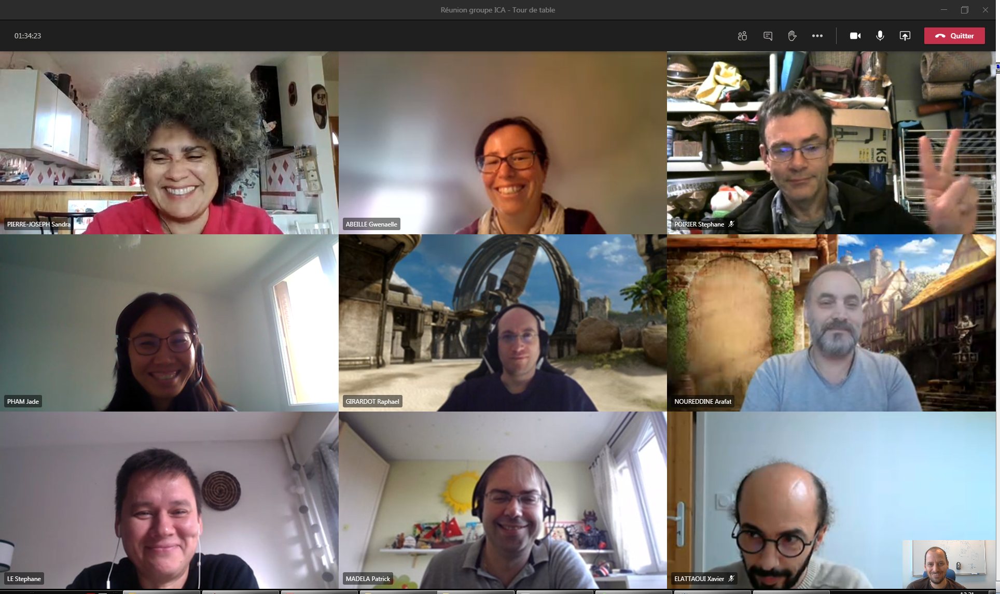 Réunion groupe ICA - Tour de table
01:34:23
Quitter
K5
PIERRE-JOSEPH Sandra
ABEILLE Gwenaelle
POIRIER Stephane
PHAM Jade
GIRARDOT Raphael
NOUREDDINE Arafat
LE Stephane
MADELA Patrick
ELATTAOUI Xavier